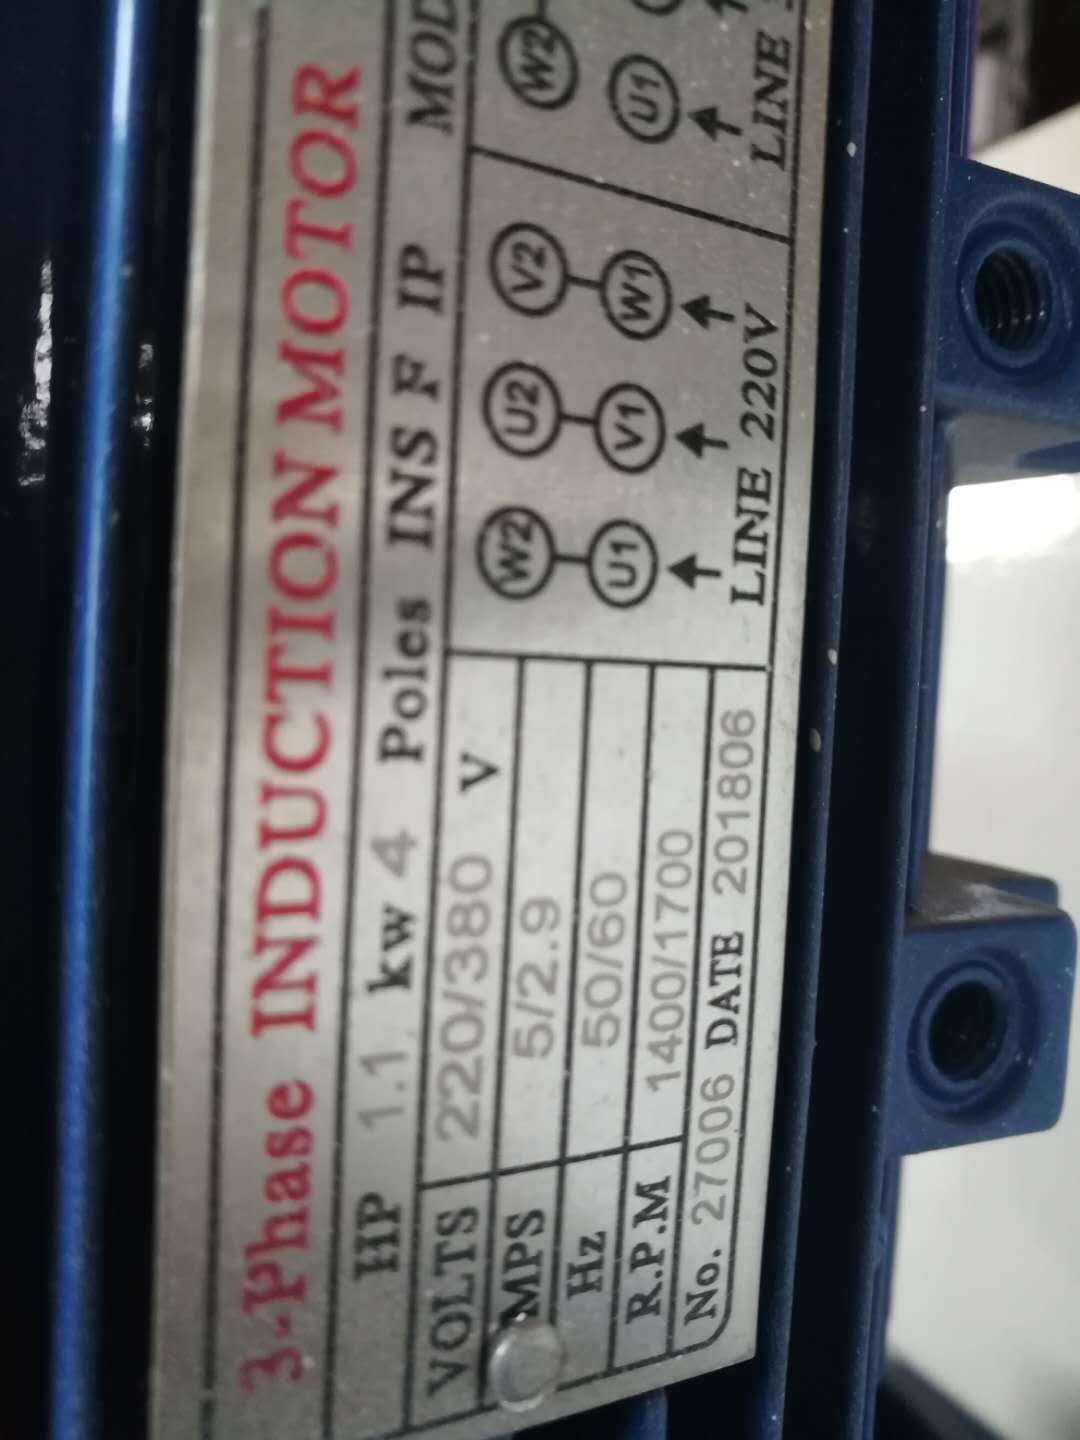 3-Phase INDUCTION MOTOR
HP 1.1 kw 4 Poles INS F IP MOD
VOLTS 220/380 V
MPS 5/2.9
Hz 50/60
R.P.M 1400/1700
No. 27006 DATE 201806
W2 U2 V2
U1 V1 W1
LINE 220V
W2
U1
LINE